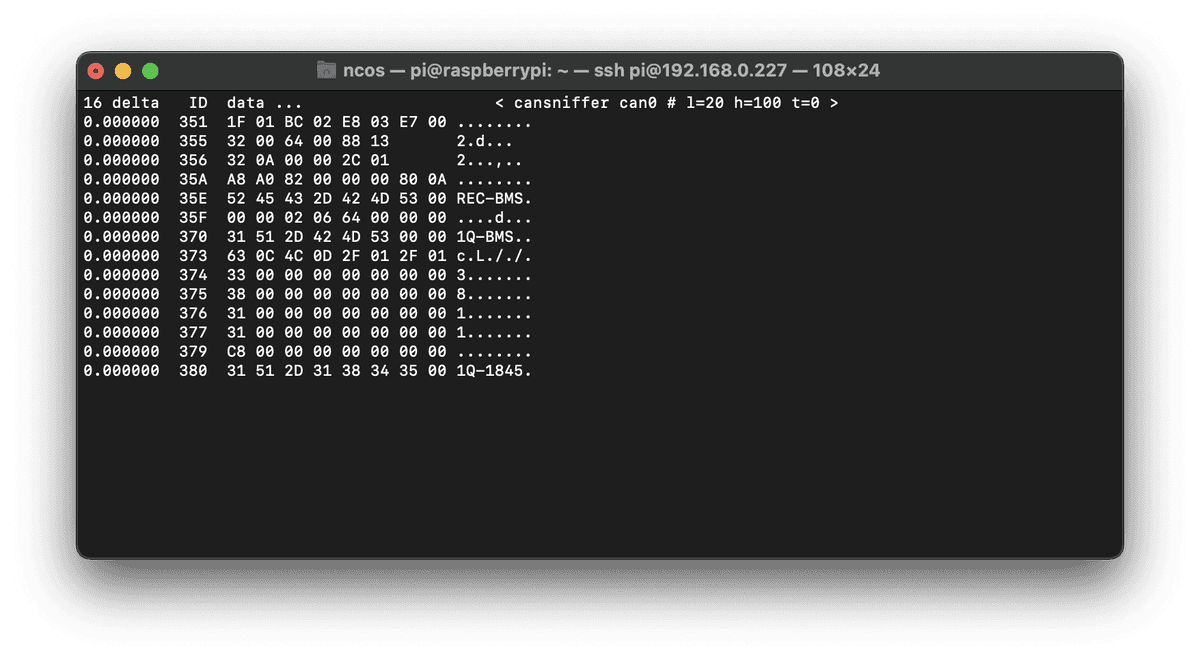 ncos — pi@raspberrypi: ~ — ssh pi@192.168.0.227 — 108×24
16 delta   ID  data ...                    < cansniffer can0 # l=20 h=100 t=0 >
0.000000  351  1F 01 BC 02 E8 03 E7 00 ........
0.000000  355  32 00 64 00 88 13       2.d...
0.000000  356  32 0A 00 00 2C 01       2...,..
0.000000  35A  A8 A0 82 00 00 00 80 0A ........
0.000000  35E  52 45 43 2D 42 4D 53 00 REC-BMS.
0.000000  35F  00 00 02 06 64 00 00 00 ....d...
0.000000  370  31 51 2D 42 4D 53 00 00 1Q-BMS..
0.000000  373  63 0C 4C 0D 2F 01 2F 01 c.L././.
0.000000  374  33 00 00 00 00 00 00 00 3.......
0.000000  375  38 00 00 00 00 00 00 00 8.......
0.000000  376  31 00 00 00 00 00 00 00 1.......
0.000000  377  31 00 00 00 00 00 00 00 1.......
0.000000  379  C8 00 00 00 00 00 00 00 ........
0.000000  380  31 51 2D 31 38 34 35 00 1Q-1845.